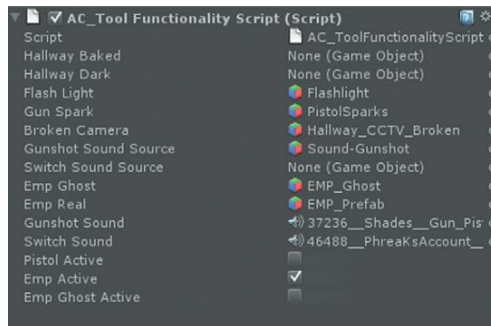 AC_Tool Functionality Script (Script)
Script AC_ToolFunctionalityScript
Hallway Baked None (Game Object)
Hallway Dark None (Game Object)
Flash Light Flashlight
Gun Spark PistolSparks
Broken Camera Hallway_CCTV_Broken
Gunshot Sound Source Sound-Gunshot
Switch Sound Source None (Game Object)
Emp Ghost EMP_Ghost
Emp Real EMP_Prefab
Gunshot Sound 37236__Shades__Gun_Pis
Switch Sound 46488__PhreaKsAccount__
Pistol Active
Emp Active
Emp Ghost Active